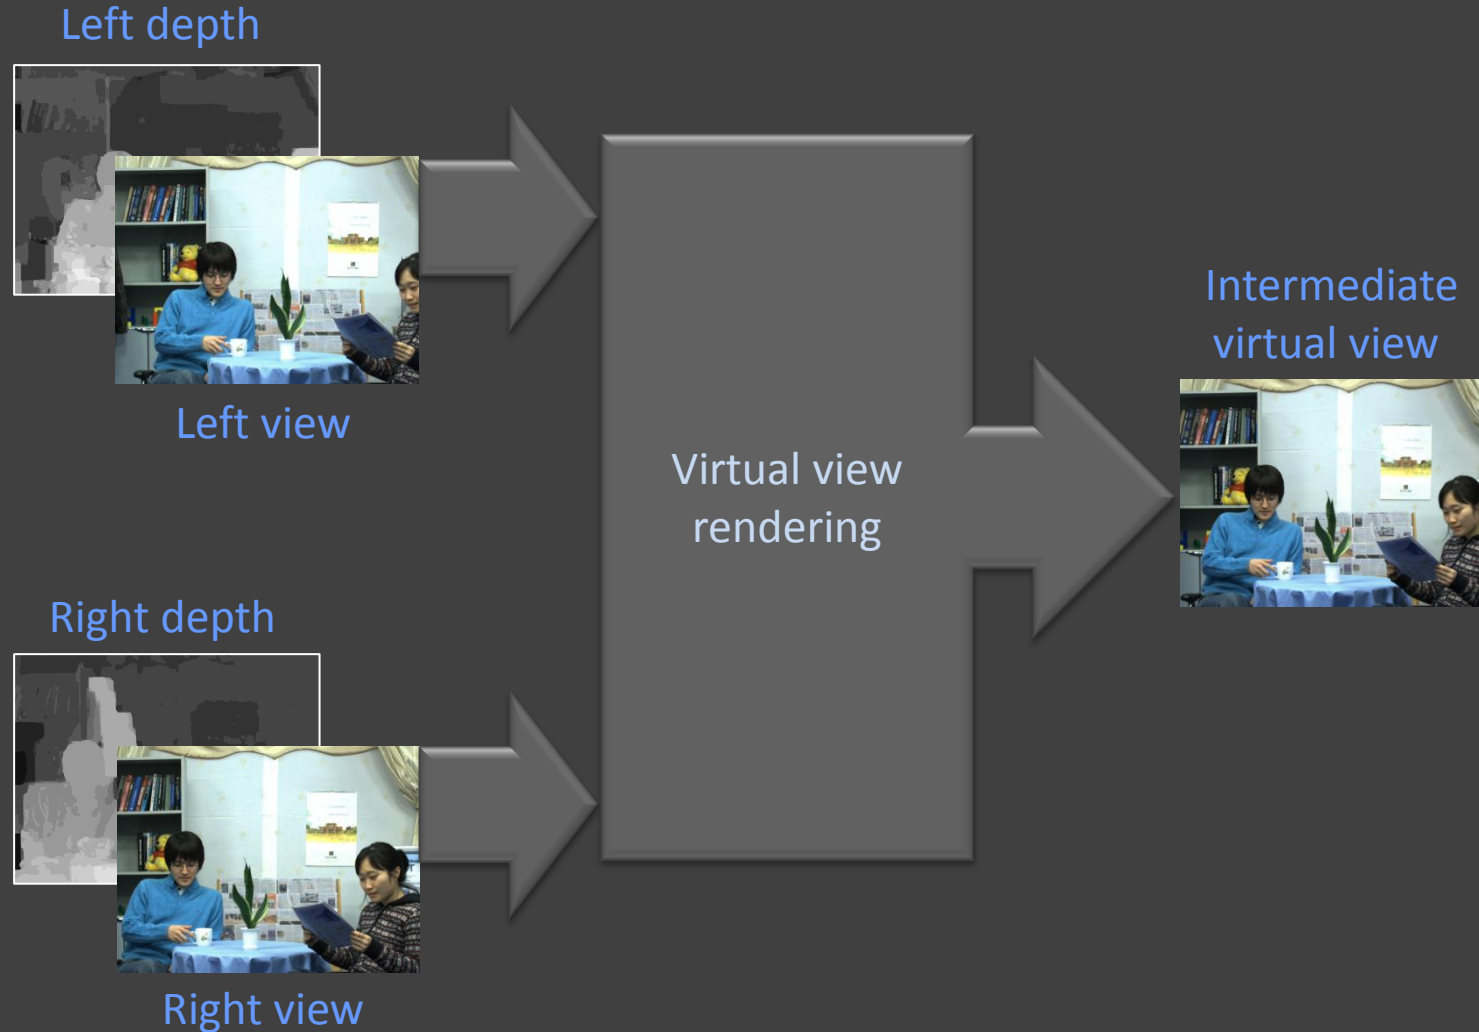 Left depth
Left view
Right depth
Right view
Virtual view
rendering
Intermediate
virtual view